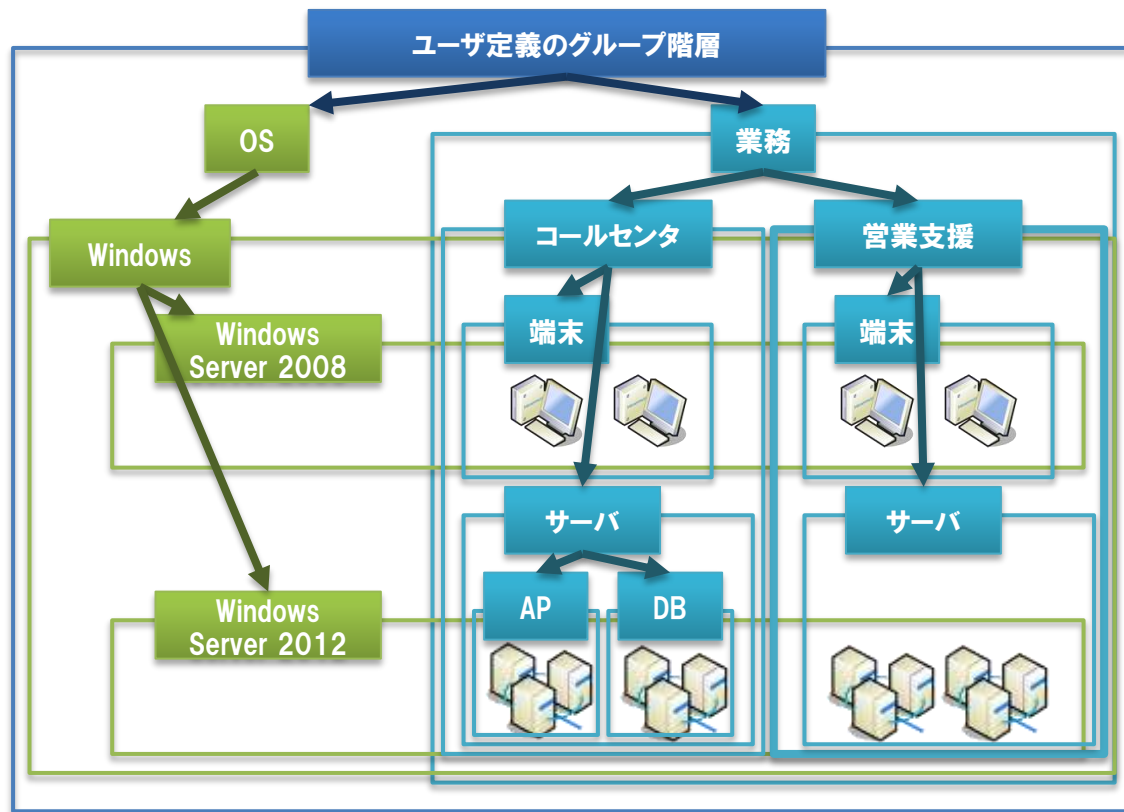 ユーザ定義のグループ階層
OS
業務
Windows
コールセンタ
営業支援
Windows
Server 2008
端末
端末
サーバ
サーバ
Windows
Server 2012
AP
DB